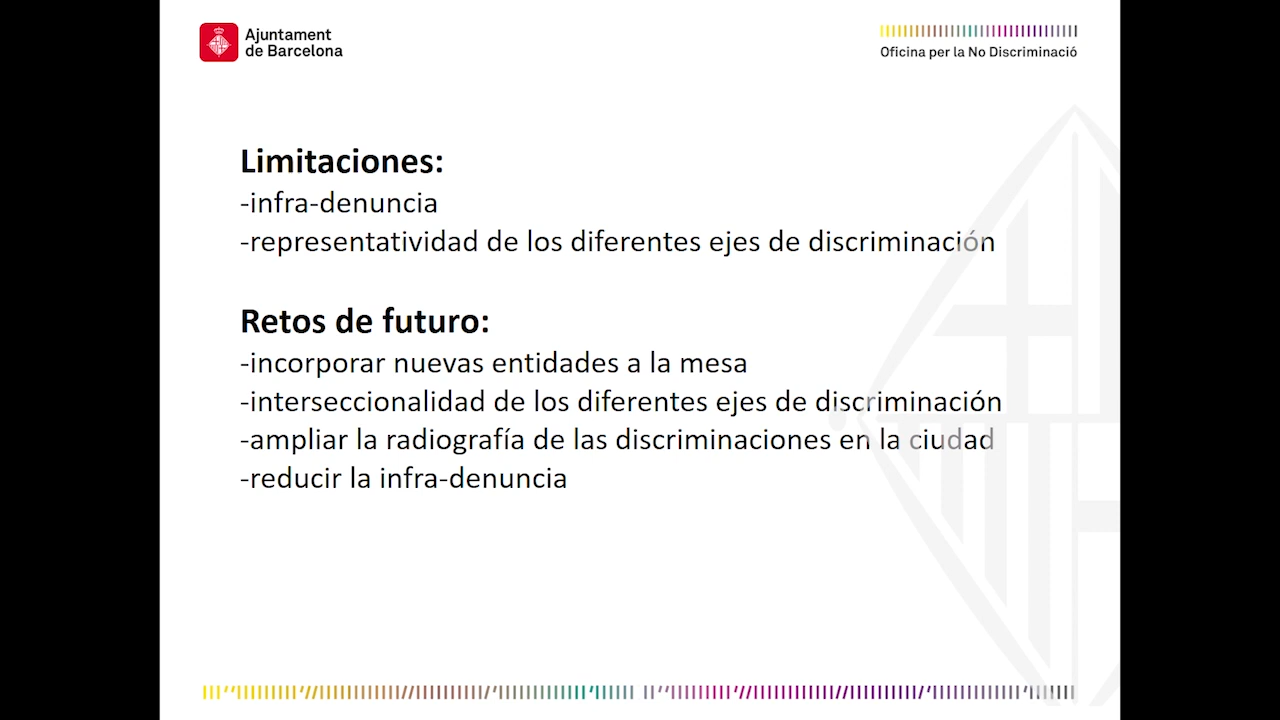 Ajuntament
de Barcelona
Oficina per la No Discriminació
Limitaciones:
-infra-denuncia
-representatividad de los diferentes ejes de discriminación
Retos de futuro:
-incorporar nuevas entidades a la mesa
-interseccionalidad de los diferentes ejes de discriminación
-ampliar la radiografía de las discriminaciones en la ciudad
-reducir la infra-denuncia